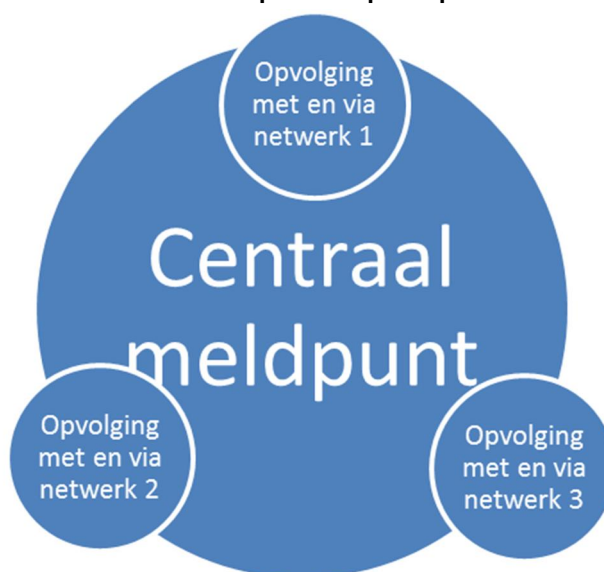 Opvolging
met en via
netwerk 1
Centraal
meldpunt
Opvolging
met en via
netwerk 2
Opvolging
met en via
netwerk 3